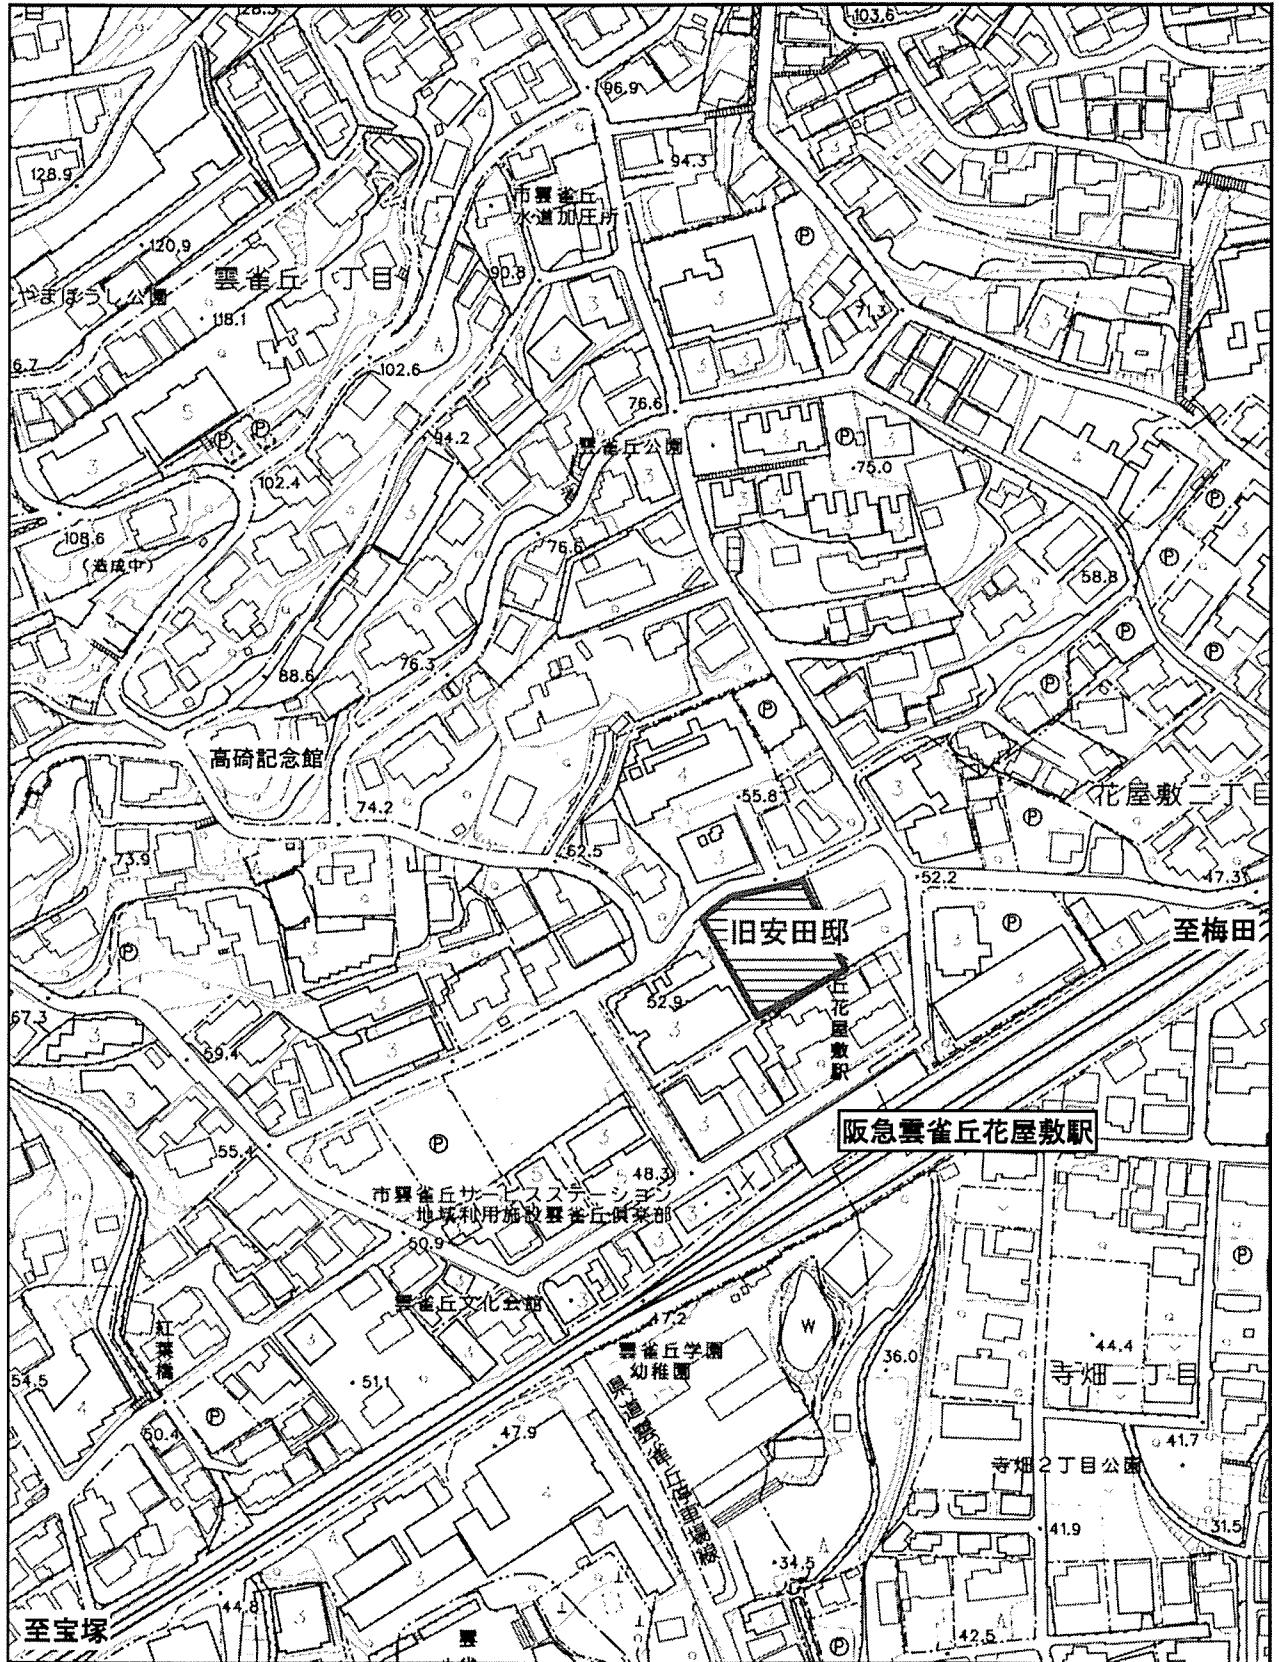 103.6
96.9
94.3
128.9
市雲雀丘
水道加圧所
P
120.9
90.8
雲雀丘1丁目
やまぼうし公園
118.1
71.3
6.7
102.6
76.6
P
P
94.2
雲雀丘公園
P
3
4
75.0
102.4
P
108.6
(造成中)
76.6
P
58.8
P
P
76.3
88.6
P
P
高碕記念館
4
55.8
花屋敷二丁目
74.2
P
73.9
62.5
52.2
47.3
P
旧安田邸
P
至梅田
52.9
丘花屋敷駅
67.3
3
59.4
P
阪急雲雀丘花屋敷駅
55.4
48.3
市雲雀丘サービスステーション
地域利用施設雲雀丘倶楽部
50.9
P
雲雀丘文化会館
紅葉橋
47.2
W
雲雀丘学園
幼稚園
36.0
44.4
54.5
51.1
寺畑二丁目
4
P
50.4
47.9
41.7
寺畑2丁目公園
41.9
31.5
34.5
44.8
3
至宝塚
雲
P
42.5